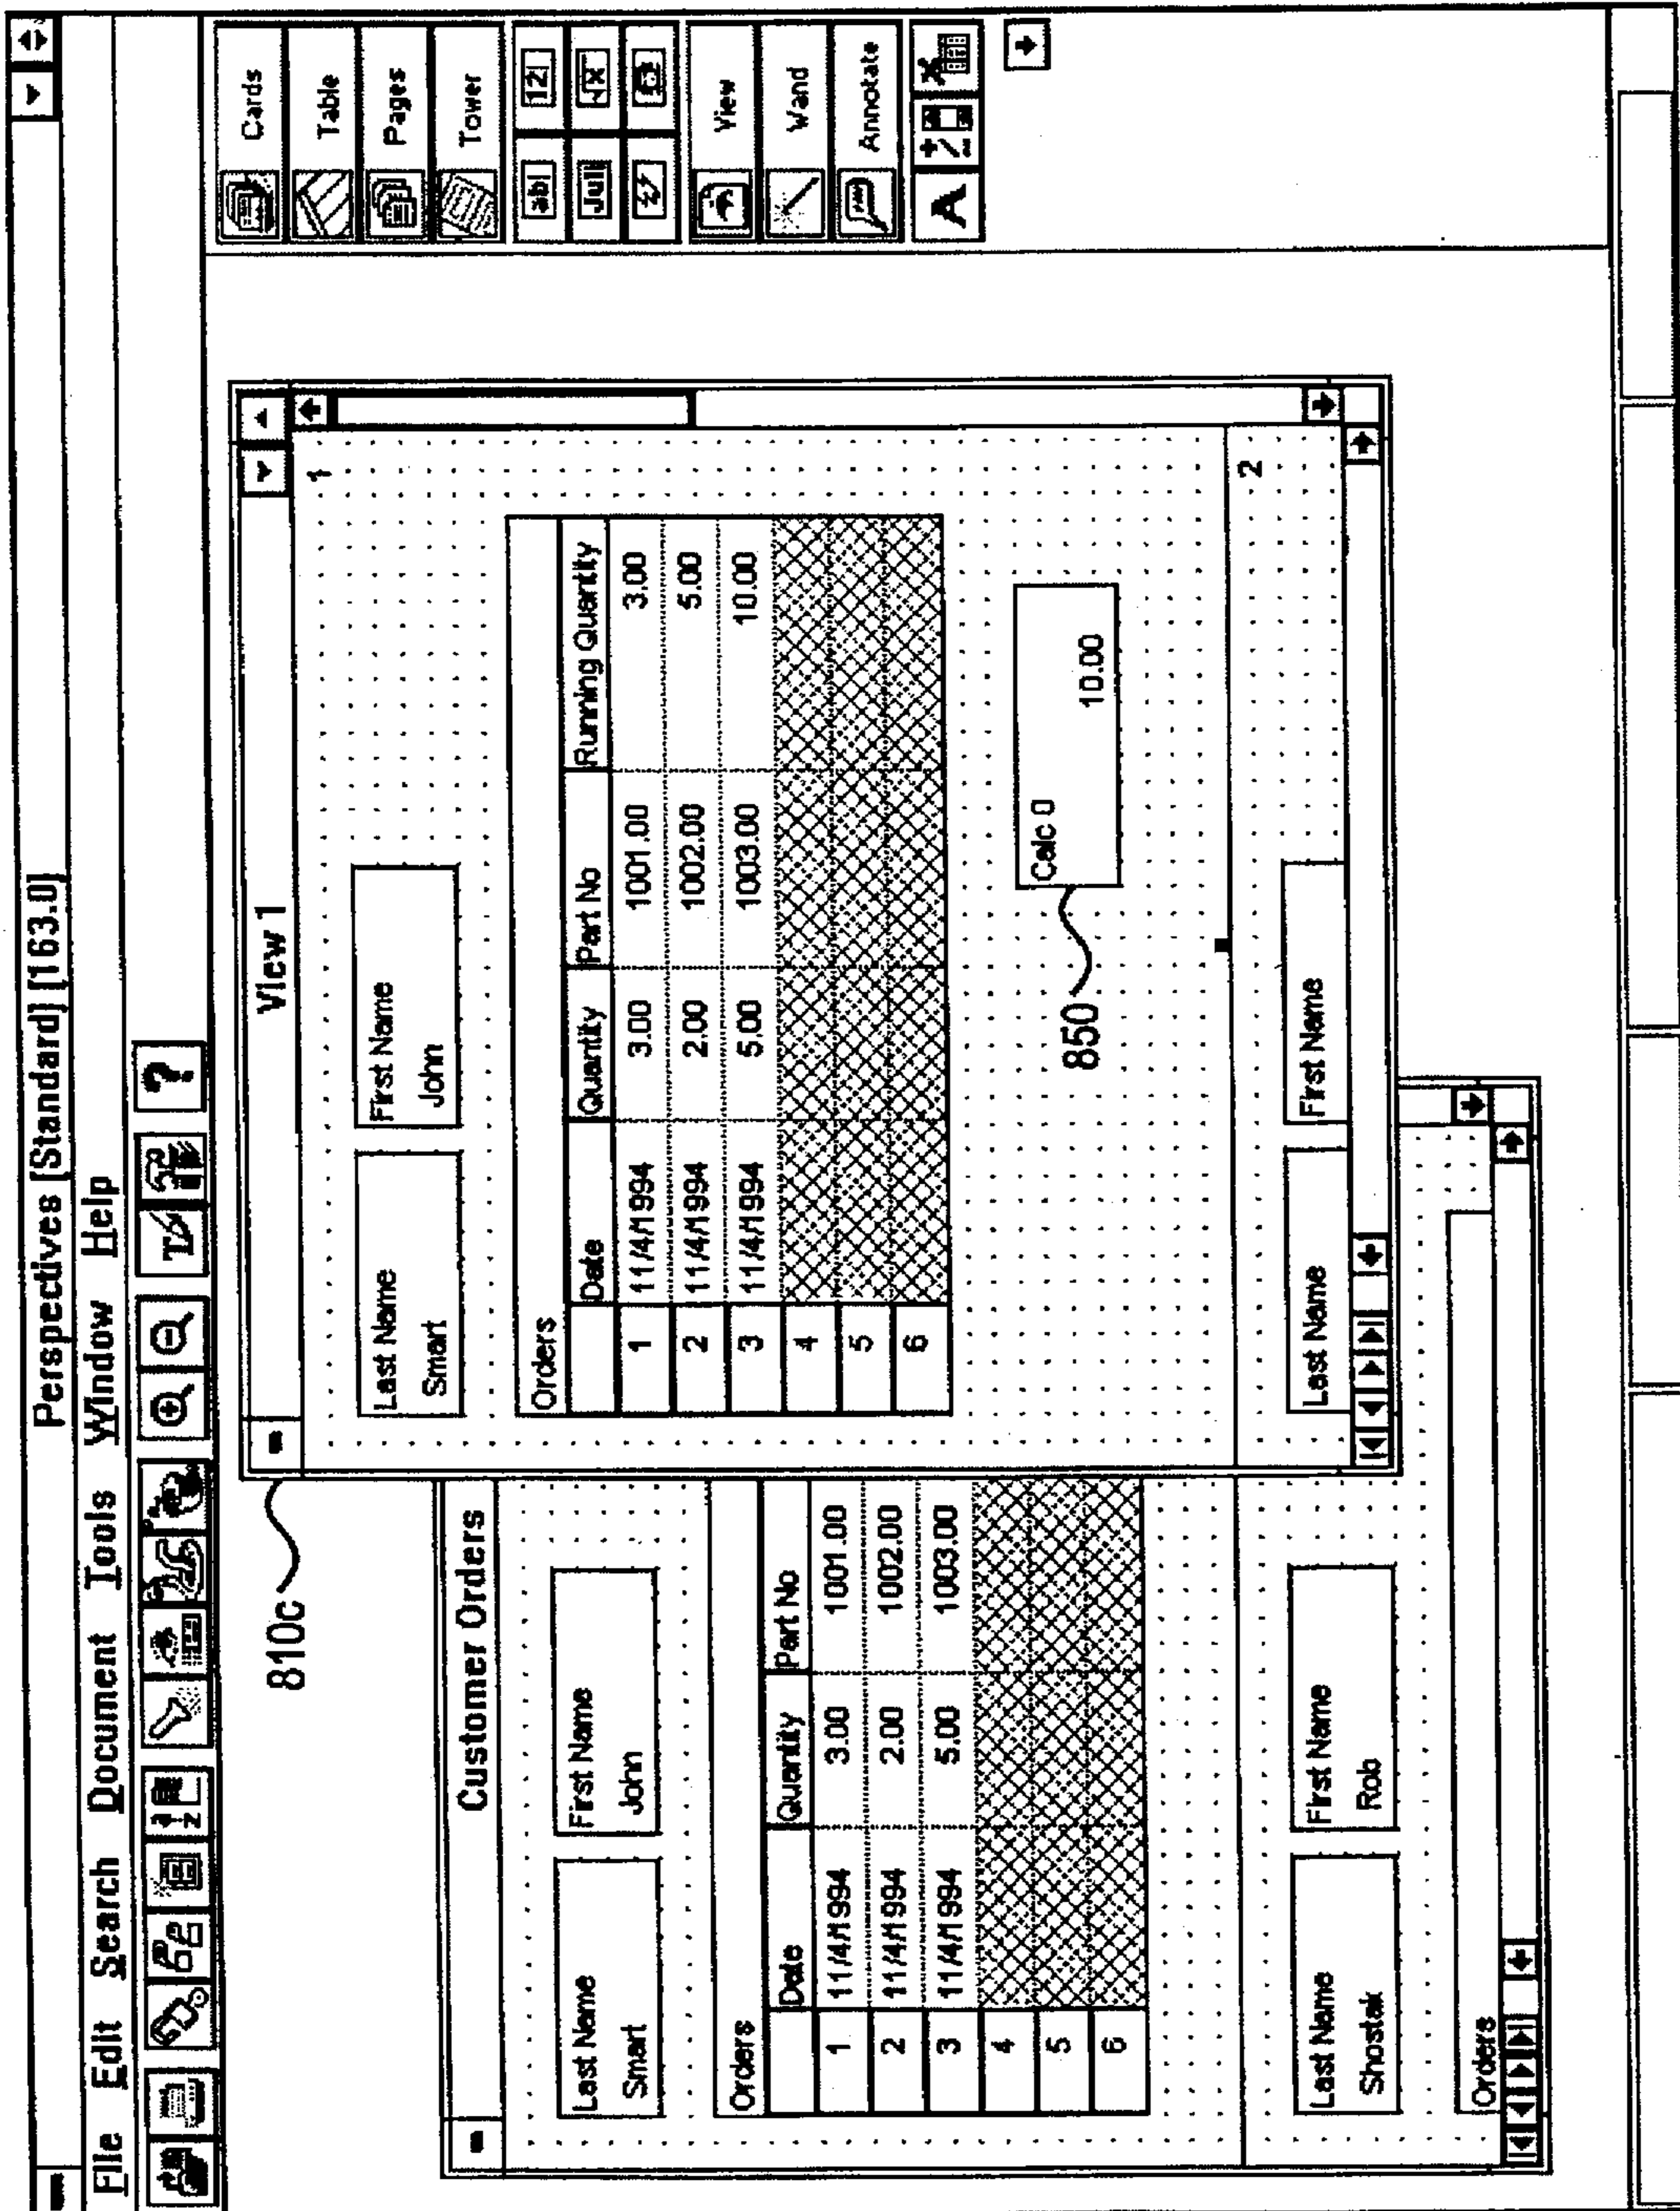 Perspectives [Standard] [163.0]
File Edit Search Document Tools Window Help
?
Cards
Table
Pages
Tower
ab| 12|
Jul
View
Wand
Annotate
A
810c
View 1
1
Last Name First Name
Smart John
Orders
Date Quantity Part No Running Quantity
1 11/4/1994 3.00 1001.00 3.00
2 11/4/1994 2.00 1002.00 5.00
3 11/4/1994 5.00 1003.00 10.00
4
5
6
850
Calc 0
10.00
2
Last Name First Name
Customer Orders
Last Name First Name
Smart John
Orders
Date Quantity Part No
1 11/4/1994 3.00 1001.00
2 11/4/1994 2.00 1002.00
3 11/4/1994 5.00 1003.00
4
5
6
Last Name First Name
Shostak Rob
Orders